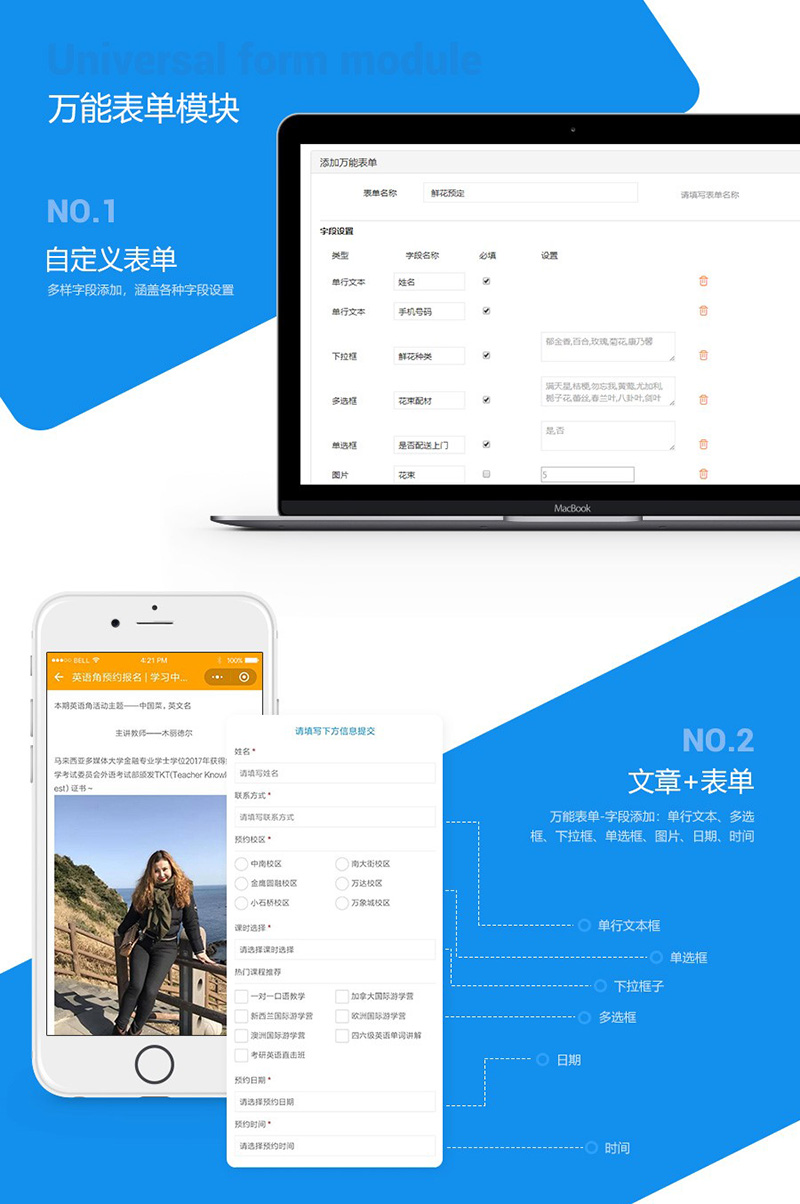 Universal form module
万能表单模块
NO.1
自定义表单
多样字段添加，涵盖各种字段设置
添加万能表单
表单名称 鲜花预定 请填写表单名称
字段设置
类型 字段名称 必填 设置
单行文本 姓名
单行文本 手机号码
下拉框 鲜花种类 郁金香,百合,玫瑰,菊花,康乃馨
多选框 花束配材 满天星,桔梗,勿忘我,黄莺,尤加利,
栀子花,蕾丝,春兰叶,八卦叶,剑叶
单选框 是否配送上门 是,否
图片 花束 5
MacBook
BELL 4:21 PM 100%
英语角预约报名 | 学习中...
本期英语角活动主题——中国菜，英文名
主讲教师——木丽德尔
马来西亚多媒体大学金融专业学士学位2017年获得
学考试委员会外语考试部颁发TKT(Teacher Knowl
est) 证书~
请填写下方信息提交
姓名 *
请填写姓名
联系方式 *
请填写联系方式
预约校区 *
中南校区 南大街校区
金鹰圆融校区 万达校区
小石桥校区 万象城校区
课时选择 *
请选择课时选择
热门课程推荐
一对一口语教学 加拿大国际游学营
新西兰国际游学营 欧洲国际游学营
澳洲国际游学营 四六级英语单词讲解
考研英语直击班
预约日期 *
请选择预约日期
预约时间 *
请选择预约时间
NO.2
文章+表单
万能表单-字段添加：单行文本、多选
框、下拉框、单选框、图片、日期、时间
单行文本框
单选框
下拉框子
多选框
日期
时间